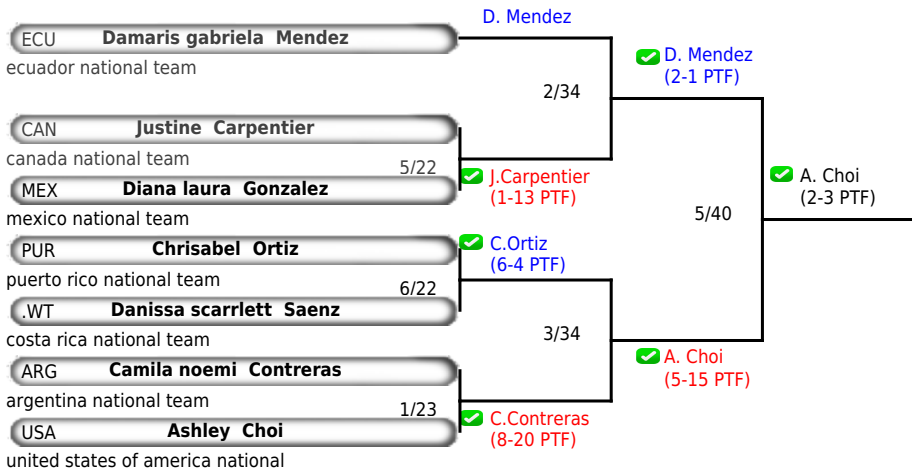 D. Mendez
ECU Damaris gabriela Mendez
ecuador national team
D. Mendez
(2-1 PTF)
2/34
CAN Justine Carpentier
canada national team
5/22
J.Carpentier
(1-13 PTF)
MEX Diana laura Gonzalez
mexico national team
A. Choi
(2-3 PTF)
5/40
PUR Chrisabel Ortiz
puerto rico national team
C.Ortiz
(6-4 PTF)
6/22
.WT Danissa scarrlett Saenz
costa rica national team
3/34
ARG Camila noemi Contreras
argentina national team
A. Choi
(5-15 PTF)
1/23
C.Contreras
(8-20 PTF)
USA Ashley Choi
united states of america national